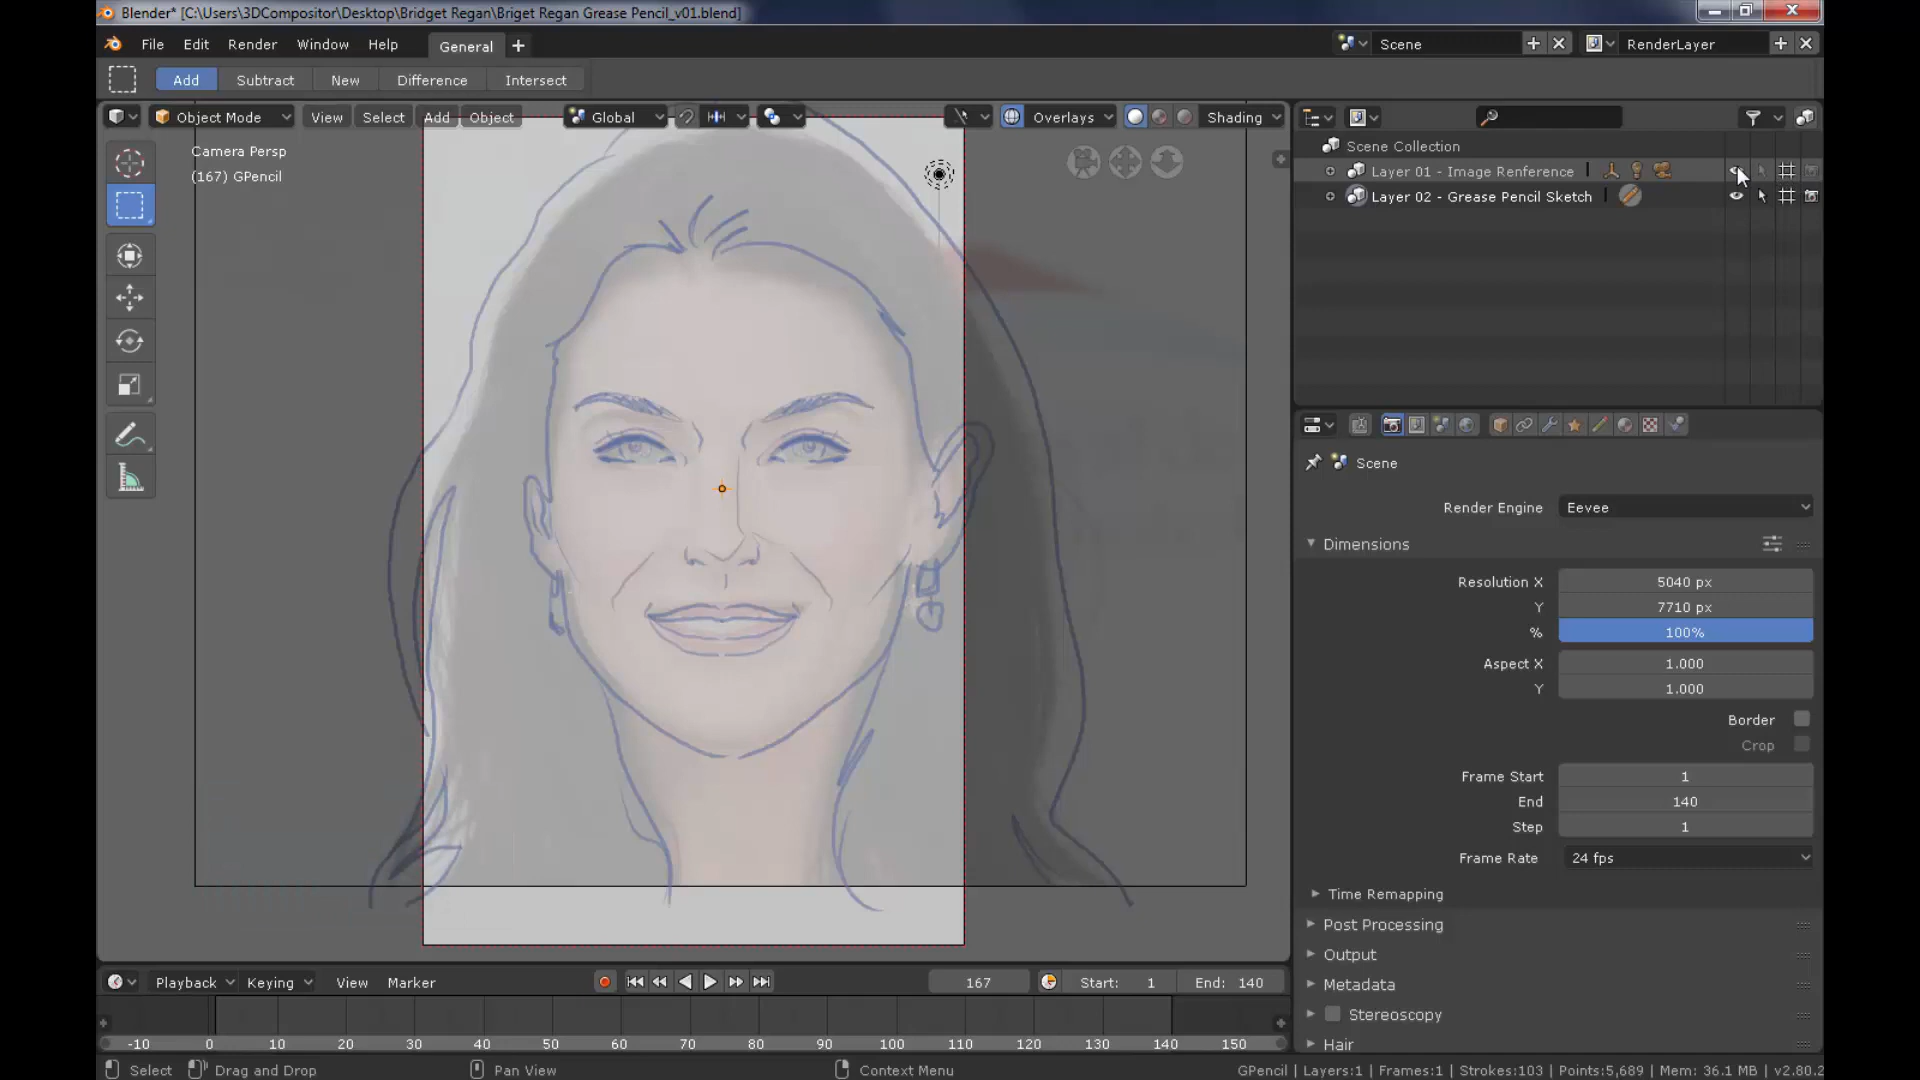 Blender* [C:\Users\3DCompositor\Desktop\Bridget Regan\Briget Regan Grease Pencil_v01.blend]
File Edit Render Window Help General Scene RenderLayer
Add Subtract New Difference Intersect
Object Mode View Select Add Object Global Overlays Shading
Camera Persp
(167) GPencil
Scene Collection
Layer 01 - Image Renference
Layer 02 - Grease Pencil Sketch
Scene
Render Engine Eevee
Dimensions
Resolution X 5040 px
Y 7710 px
% 100%
Aspect X 1.000
Y 1.000
Border
Crop
Frame Start 1
End 140
Step 1
Frame Rate 24 fps
Time Remapping
Post Processing
Output
Metadata
Stereoscopy
Hair
Playback Keying View Marker 167 Start: 1 End: 140
-10 0 10 20 30 40 50 60 70 80 90 100 110 120 130 140 150
Select Drag and Drop Pan View Context Menu GPencil | Layers:1 | Frames:1 | Strokes:103 | Points:5,689 | Mem: 36.1 MB | v2.80.2